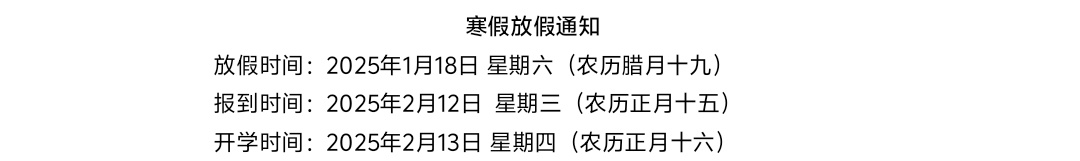 寒假放假通知
放假时间：2025年1月18日 星期六（农历腊月十九）
报到时间：2025年2月12日  星期三（农历正月十五）
开学时间：2025年2月13日 星期四（农历正月十六）